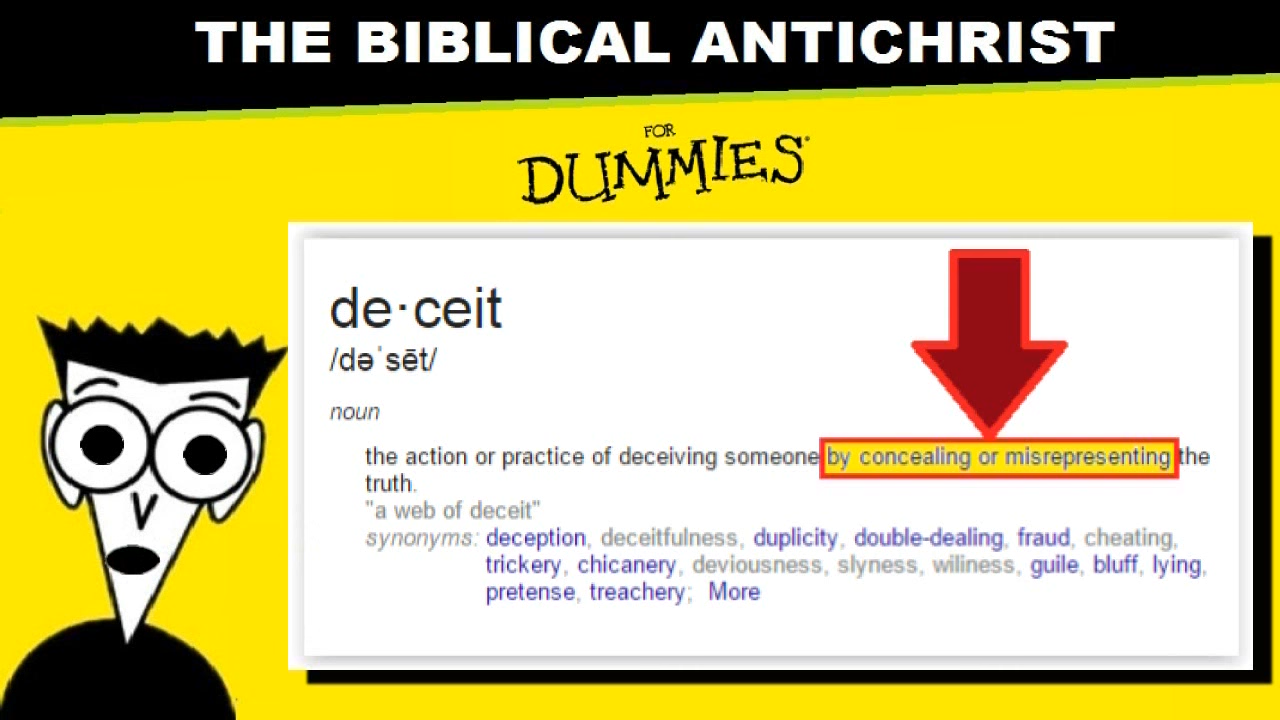 THE BIBLICAL ANTICHRIST
FOR
DUMMIES®
de·ceit
/dəˈsēt/
noun
the action or practice of deceiving someone by concealing or misrepresenting the
truth.
"a web of deceit"
synonyms: deception, deceitfulness, duplicity, double-dealing, fraud, cheating,
trickery, chicanery, deviousness, slyness, wiliness, guile, bluff, lying,
pretense, treachery; More